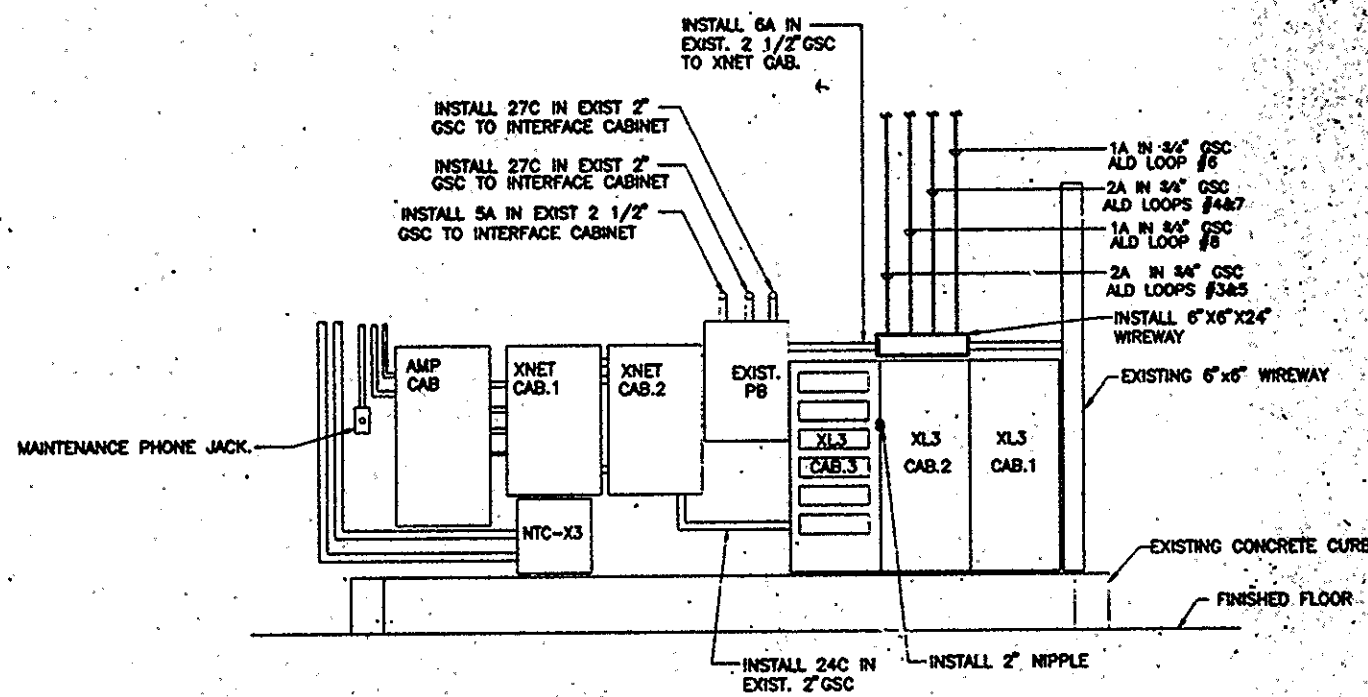 INSTALL 6A IN
EXIST. 2 1/2" GSC
TO XNET CAB.
INSTALL 27C IN EXIST 2"
GSC TO INTERFACE CABINET
INSTALL 27C IN EXIST 2"
GSC TO INTERFACE CABINET
INSTALL 5A IN EXIST 2 1/2"
GSC TO INTERFACE CABINET
1A IN 3/4" GSC
ALD LOOP #6
2A IN 3/4" GSC
ALD LOOPS #4&7
1A IN 3/4" GSC
ALD LOOP #8
2A IN 3/4" GSC
ALD LOOPS #3&5
INSTALL 6"X6"X24"
WIREWAY
EXISTING 6"x6" WIREWAY
AMP
CAB
XNET
CAB.1
XNET
CAB.2
EXIST.
PB
XL3
CAB.3
XL3
CAB.2
XL3
CAB.1
MAINTENANCE PHONE JACK.
NTC-X3
EXISTING CONCRETE CURB
FINISHED FLOOR
INSTALL 24C IN
EXIST. 2" GSC
INSTALL 2" NIPPLE